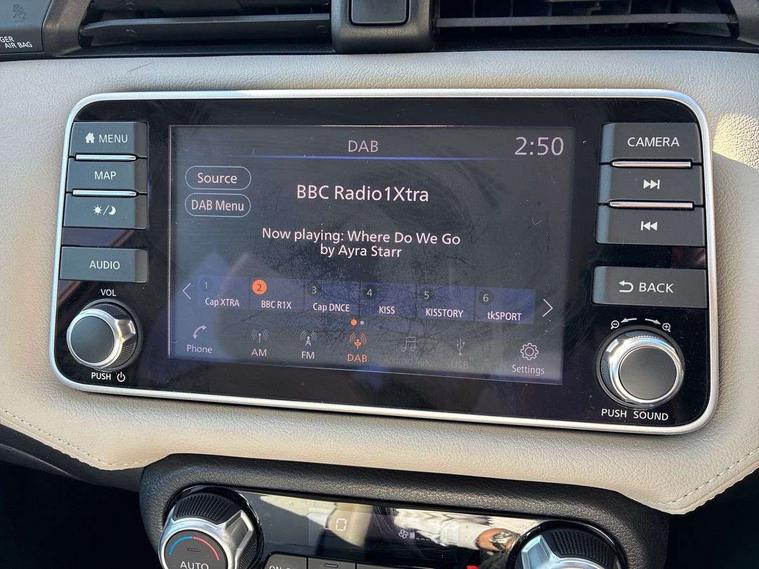 GER
AIR BAG
MENU
MAP
AUDIO
VOL
PUSH
DAB
2:50
Source
DAB Menu
BBC Radio1Xtra
Now playing: Where Do We Go
by Ayra Starr
1 2 3 4 5 6
Cap XTRA BBC R1X Cap DNCE KISS KISSTORY tkSPORT
Phone AM FM DAB USB Settings
CAMERA
BACK
PUSH SOUND
AUTO